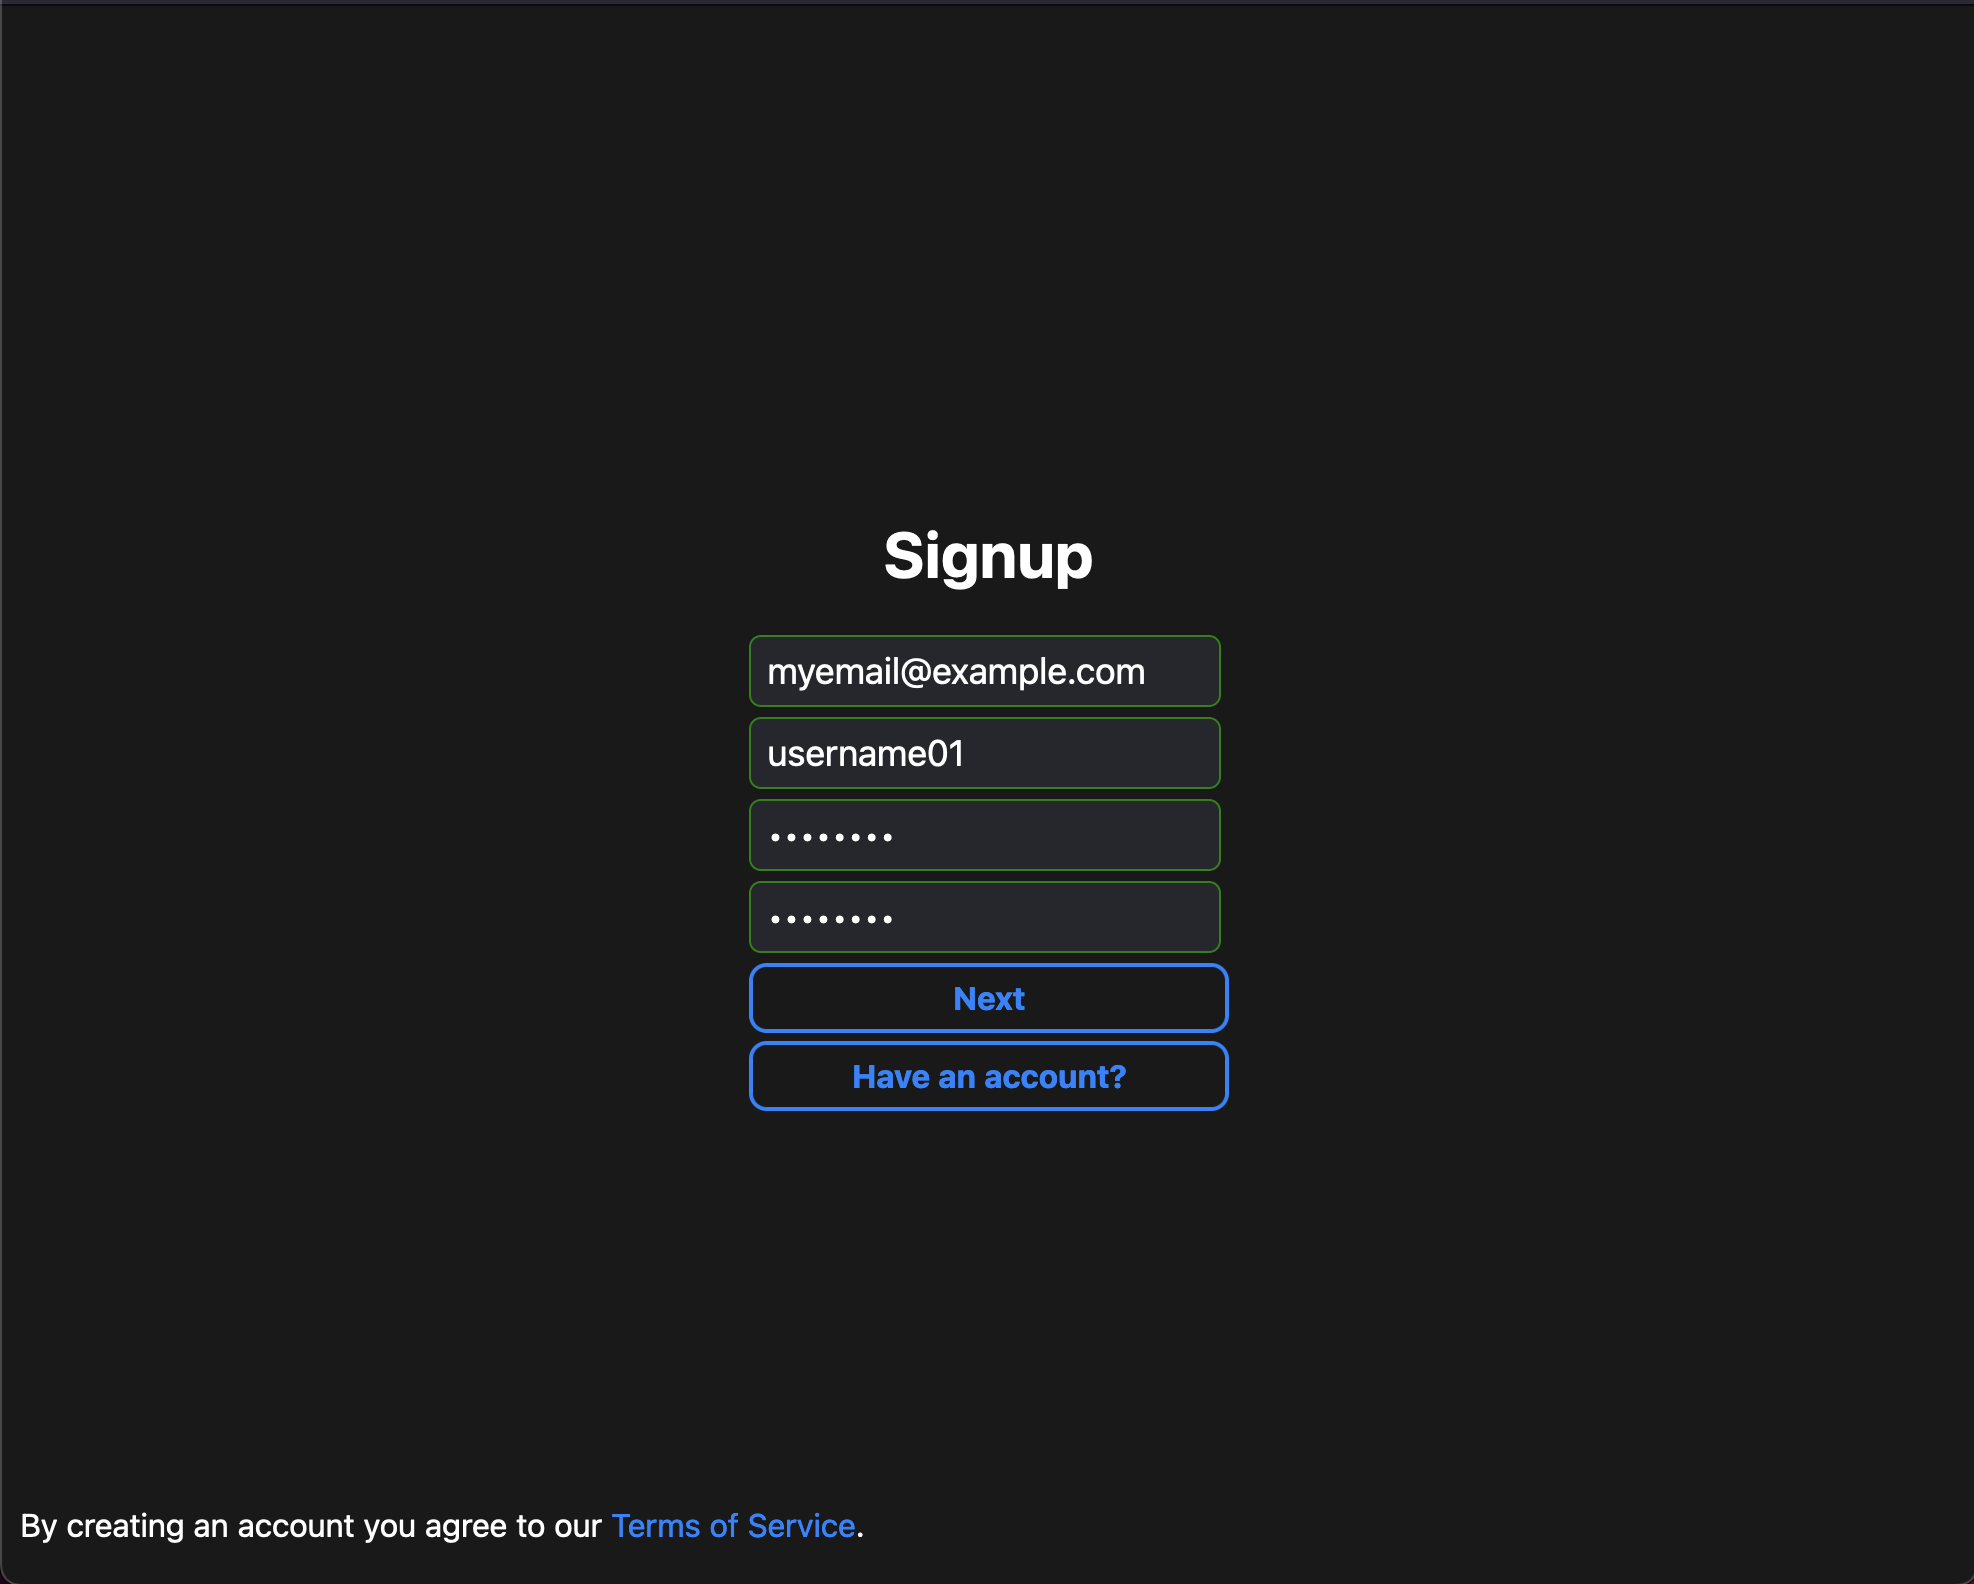 Signup
myemail@example.com
username01
••••••••
••••••••
Next
Have an account?
By creating an account you agree to our Terms of Service.